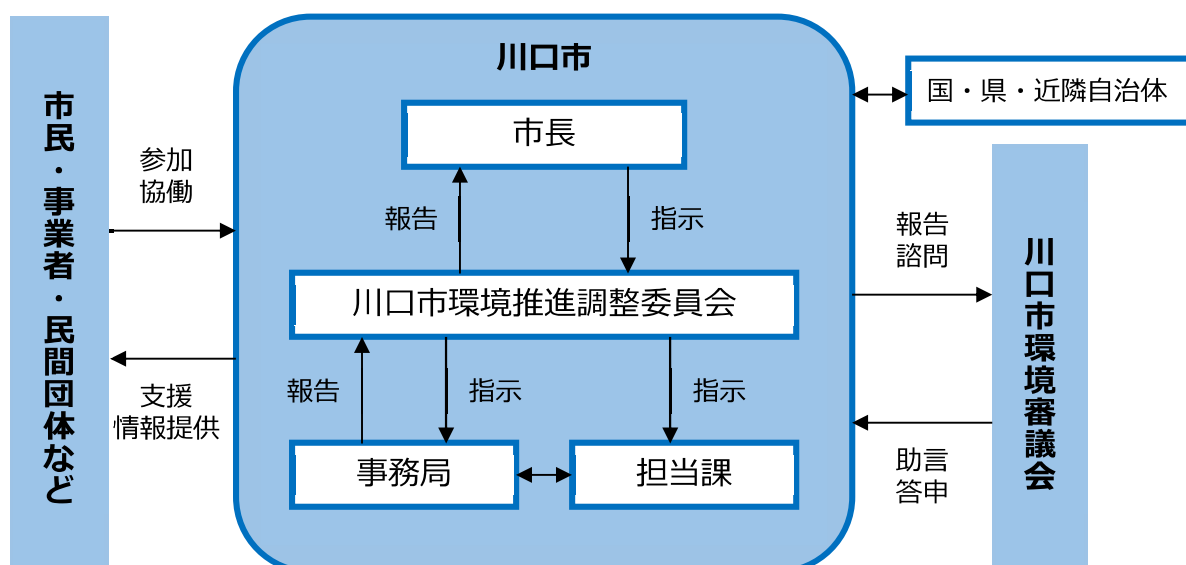 川口市
市長
報告
指示
川口市環境推進調整委員会
報告
指示
指示
事務局
担当課
市民・事業者・民間団体など
参加
協働
支援
情報提供
国・県・近隣自治体
報告
諮問
助言
答申
川口市環境審議会